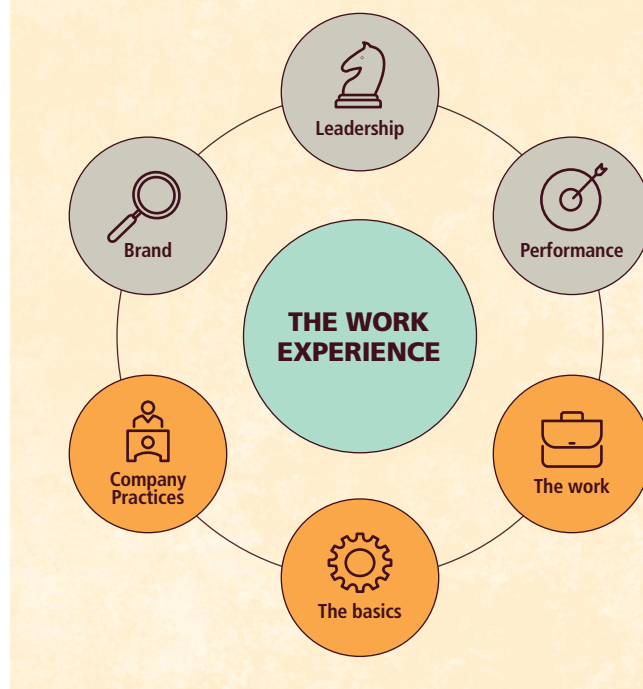 Leadership
Brand
Performance
THE WORK
EXPERIENCE
Company
Practices
The work
The basics